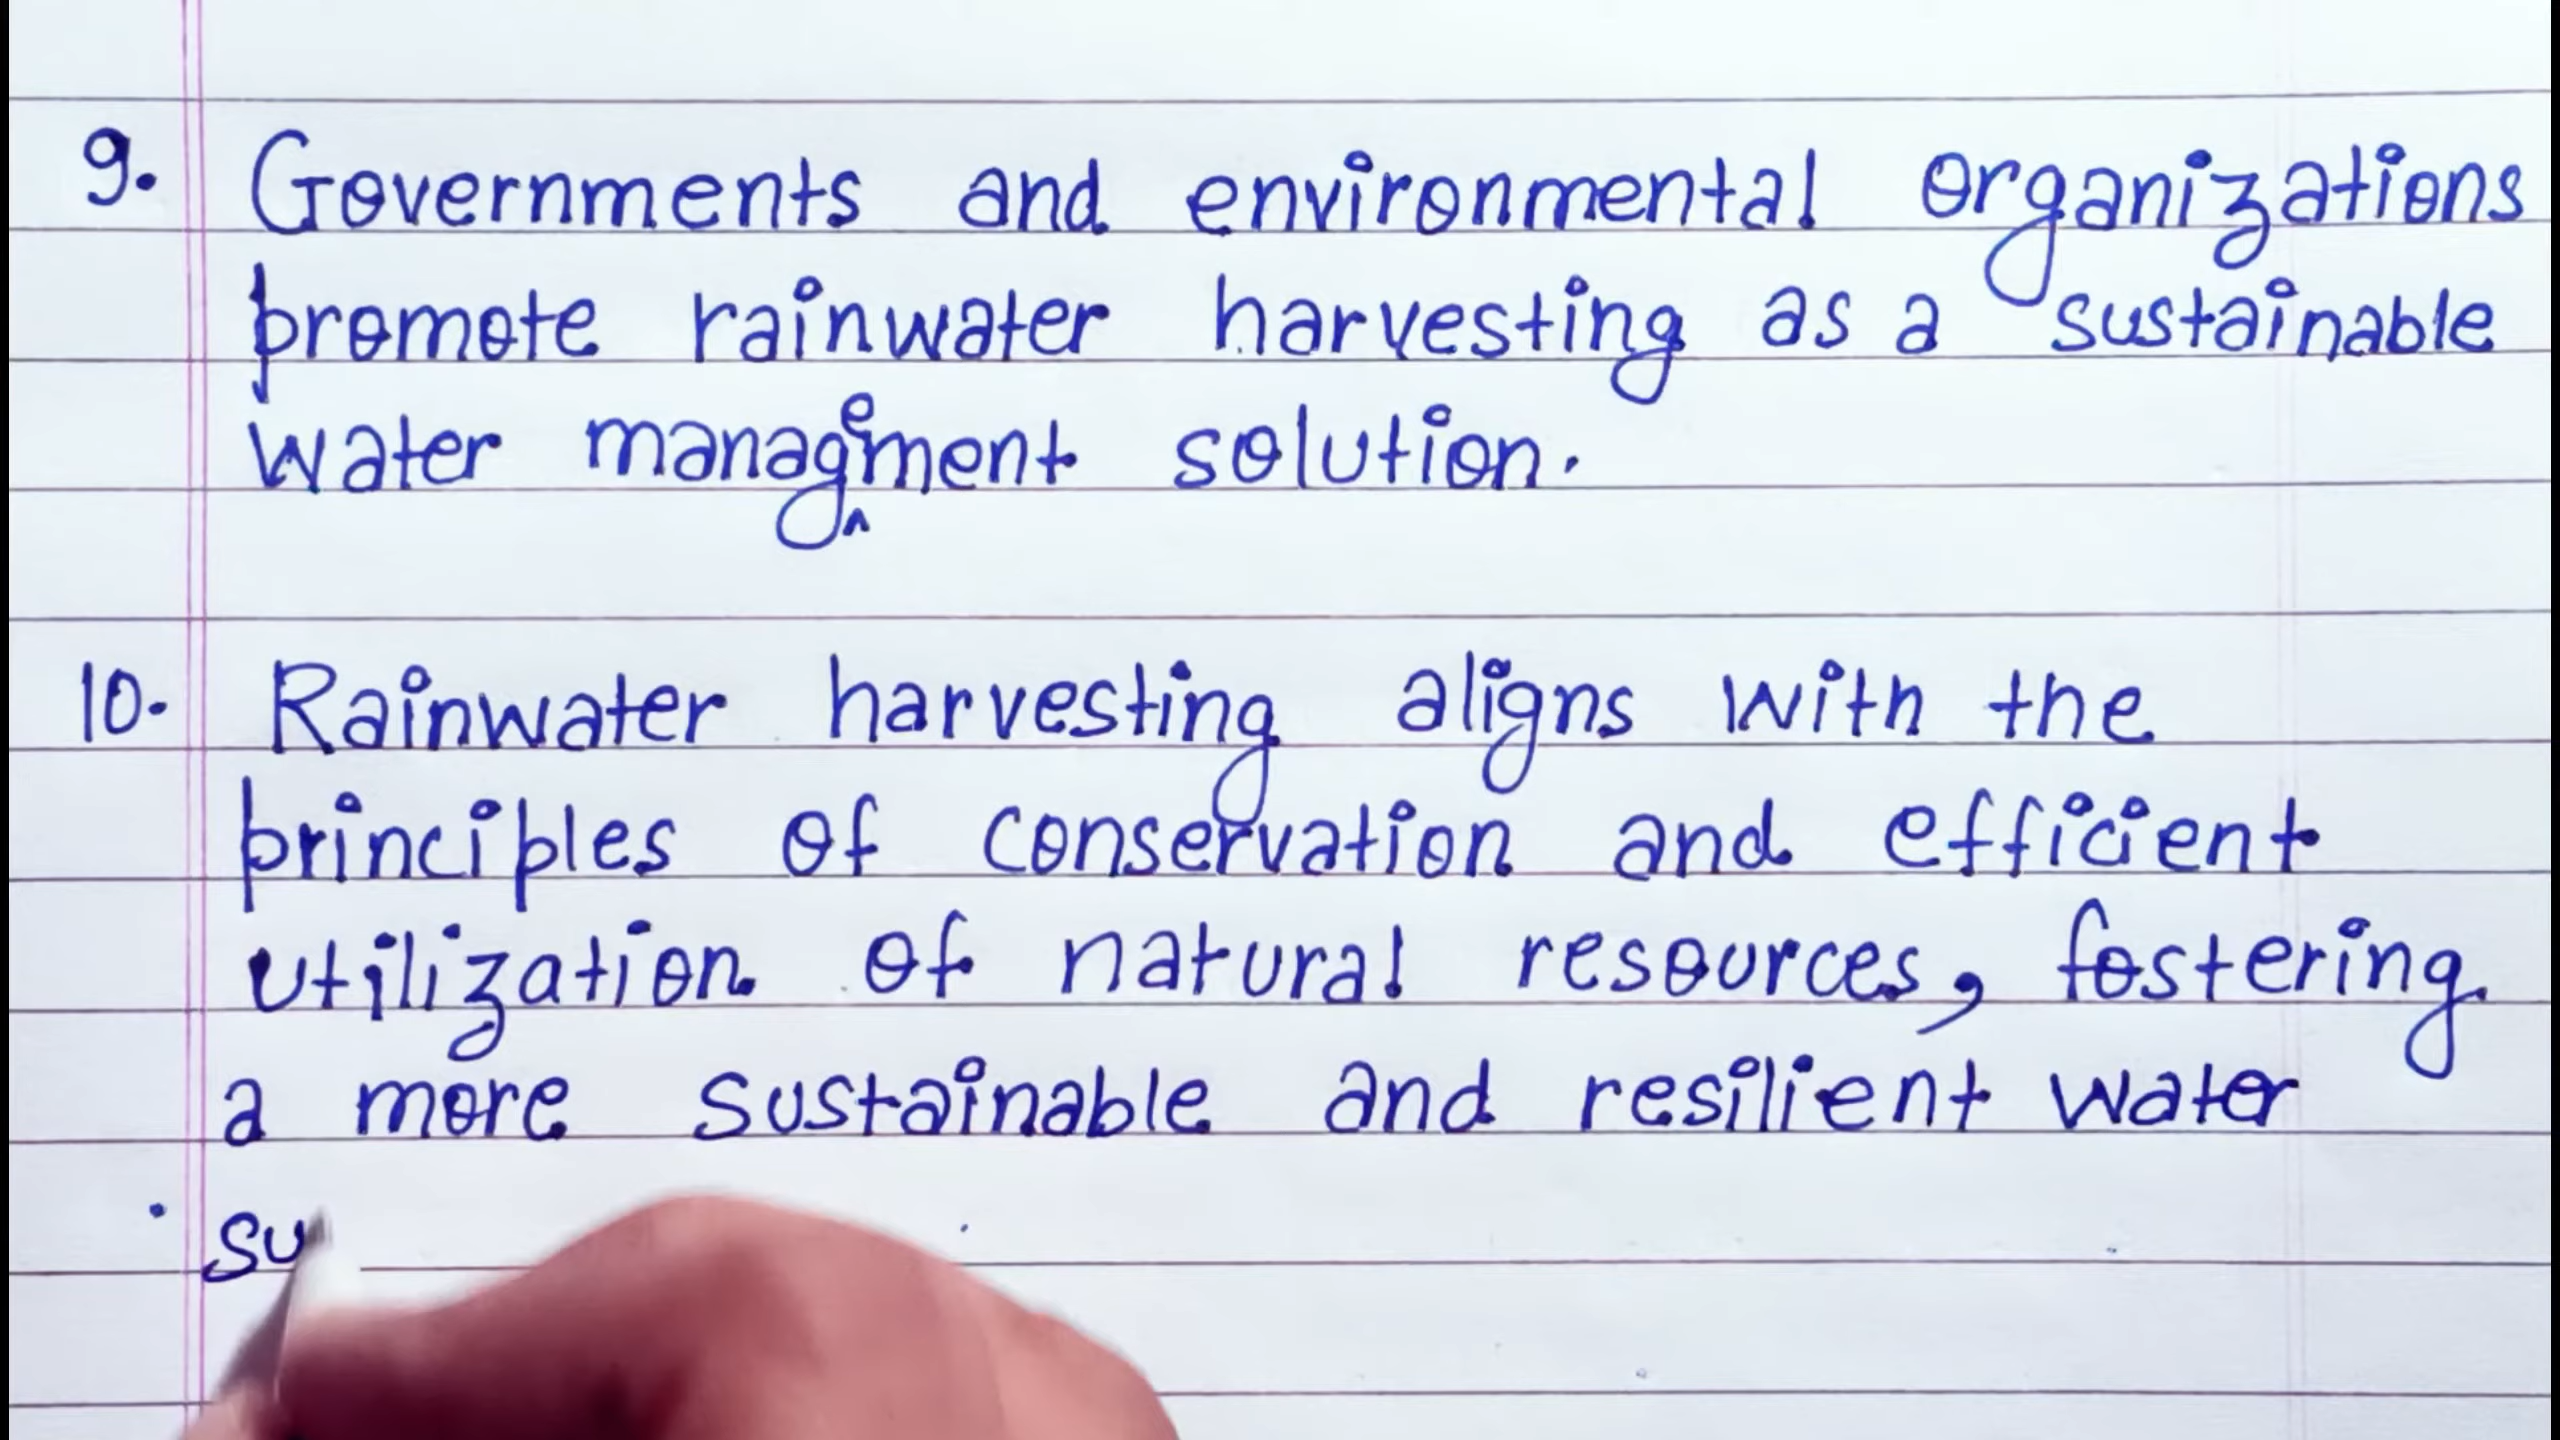 9. Governments and environmental organizations
promote rainwater harvesting as a sustainable
water management solution.
10. Rainwater harvesting aligns with the
principles of conservation and efficient
utilization of natural resources, fostering
a more sustainable and resilient water
su